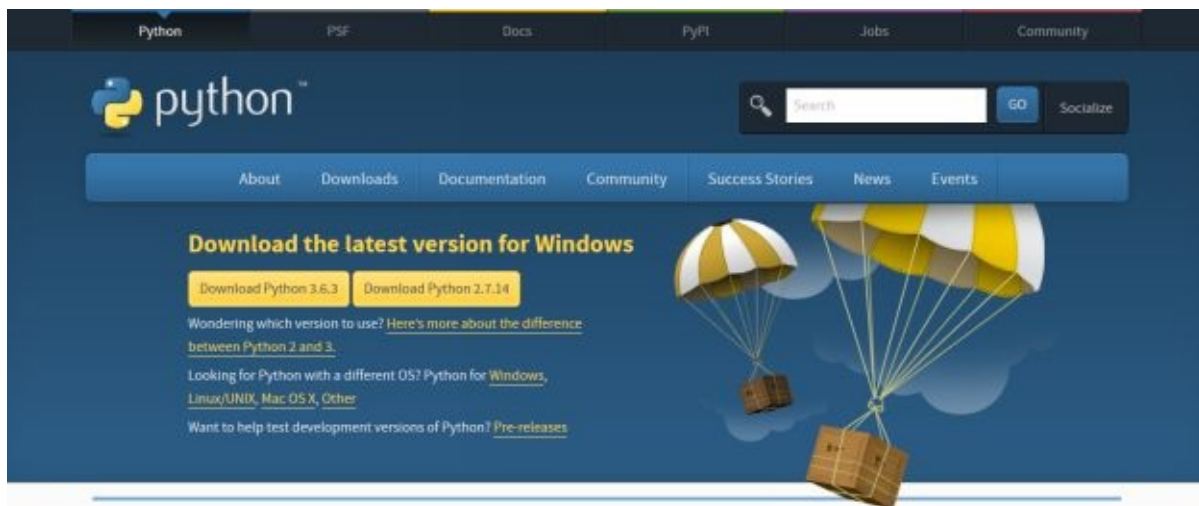 Python PSF Docs PyPI Jobs Community
python™
Search GO Socialize
About Downloads Documentation Community Success Stories News Events
Download the latest version for Windows
Download Python 3.6.3 Download Python 2.7.14
Wondering which version to use? Here's more about the difference
between Python 2 and 3.
Looking for Python with a different OS? Python for Windows,
Linux/UNIX, Mac OS X, Other
Want to help test development versions of Python? Pre-releases